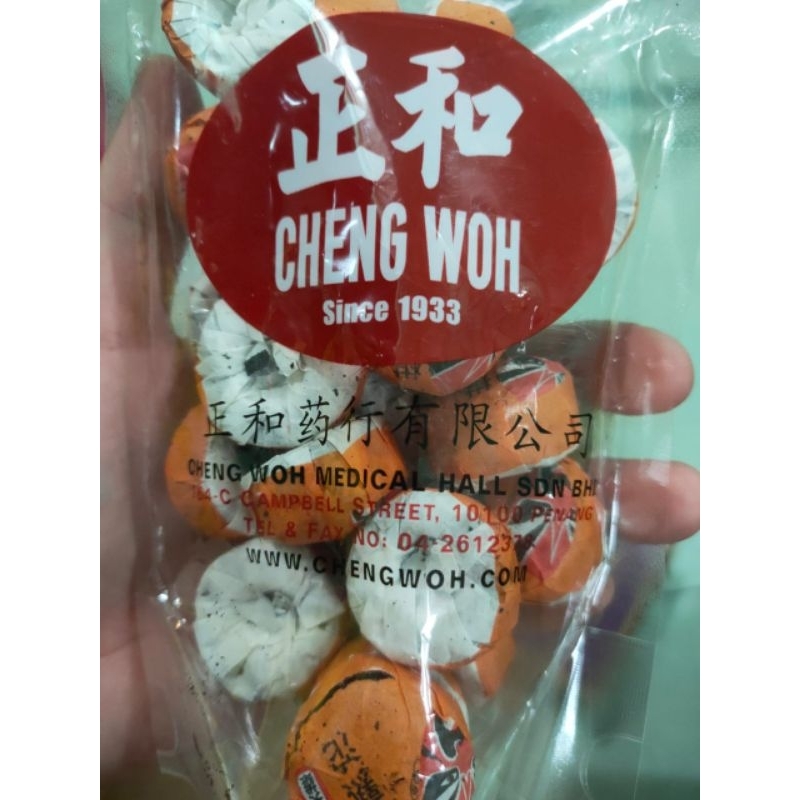 正和
CHENG WOH
Since 1933
正和药行有限公司
CHENG WOH MEDICAL HALL SDN BHD
CAMPBELL STREET, 10100 PENANG
TEL & FAX NO: 04-26123
WWW.CHENGWOH.COM